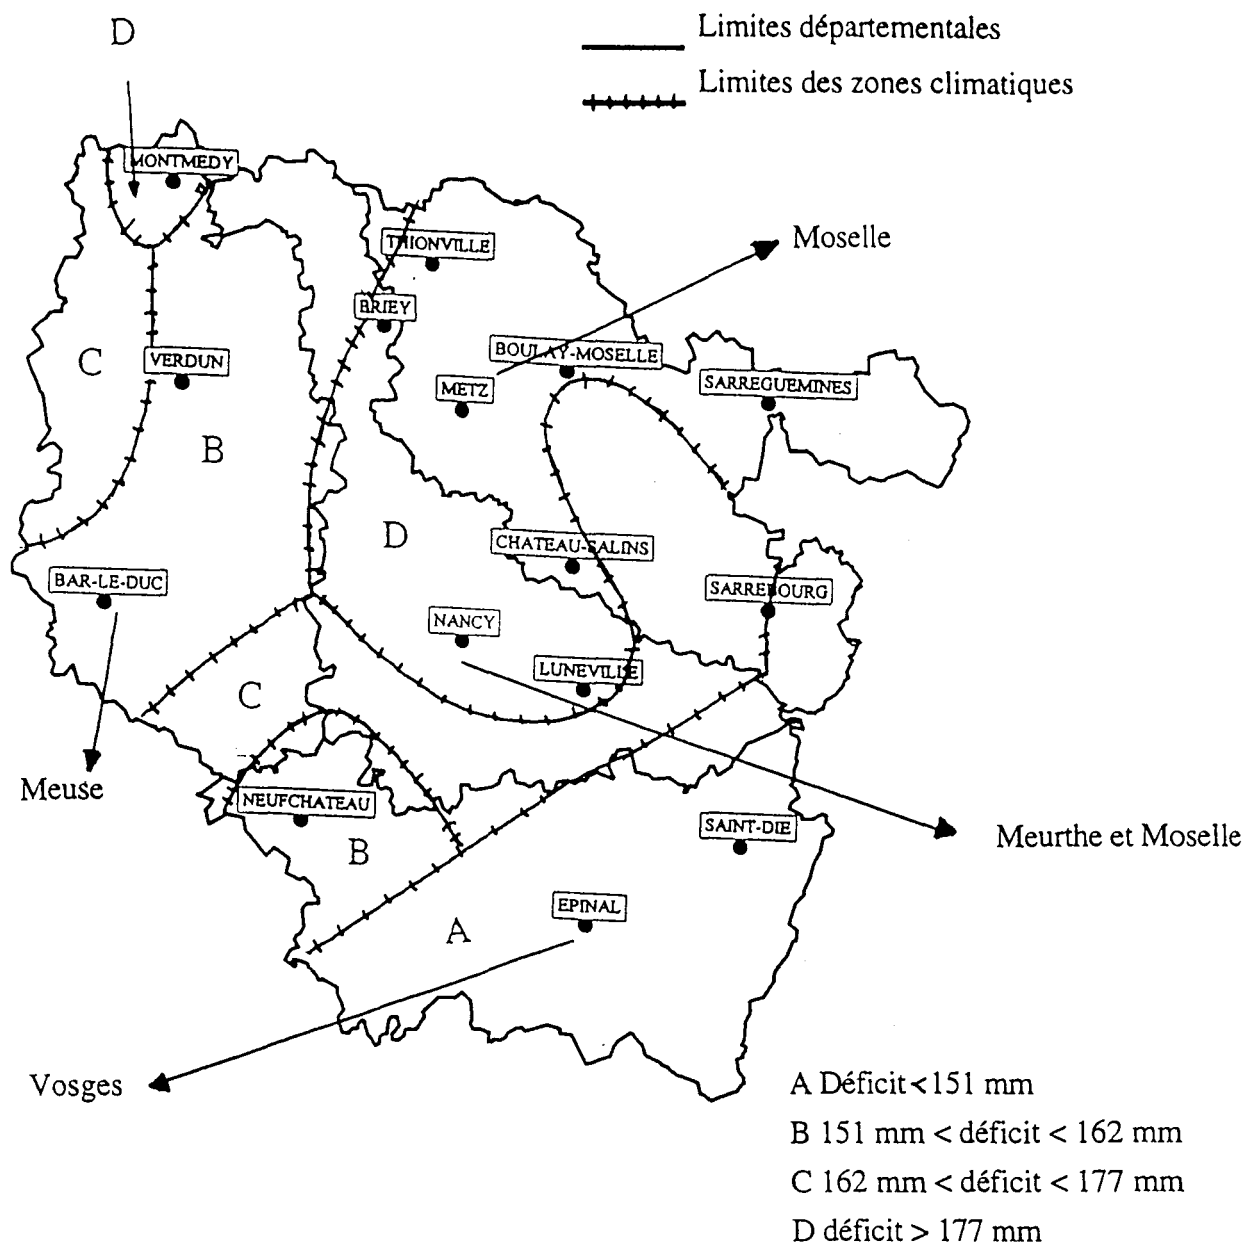 D
Limites départementales
Limites des zones climatiques
MONTMEDY
Moselle
THIONVILLE
BRIEY
C
VERDUN
BOULAY-MOSELLE
METZ
SARREGUEMINES
B
D
CHATEAU-SALINS
BAR-LE-DUC
SARREBOURG
NANCY
LUNEVILLE
C
Meuse
NEUFCHATEAU
SAINT-DIE
Meurthe et Moselle
B
EPINAL
A
Vosges
A Déficit < 151 mm
B 151 mm < déficit < 162 mm
C 162 mm < déficit < 177 mm
D déficit > 177 mm